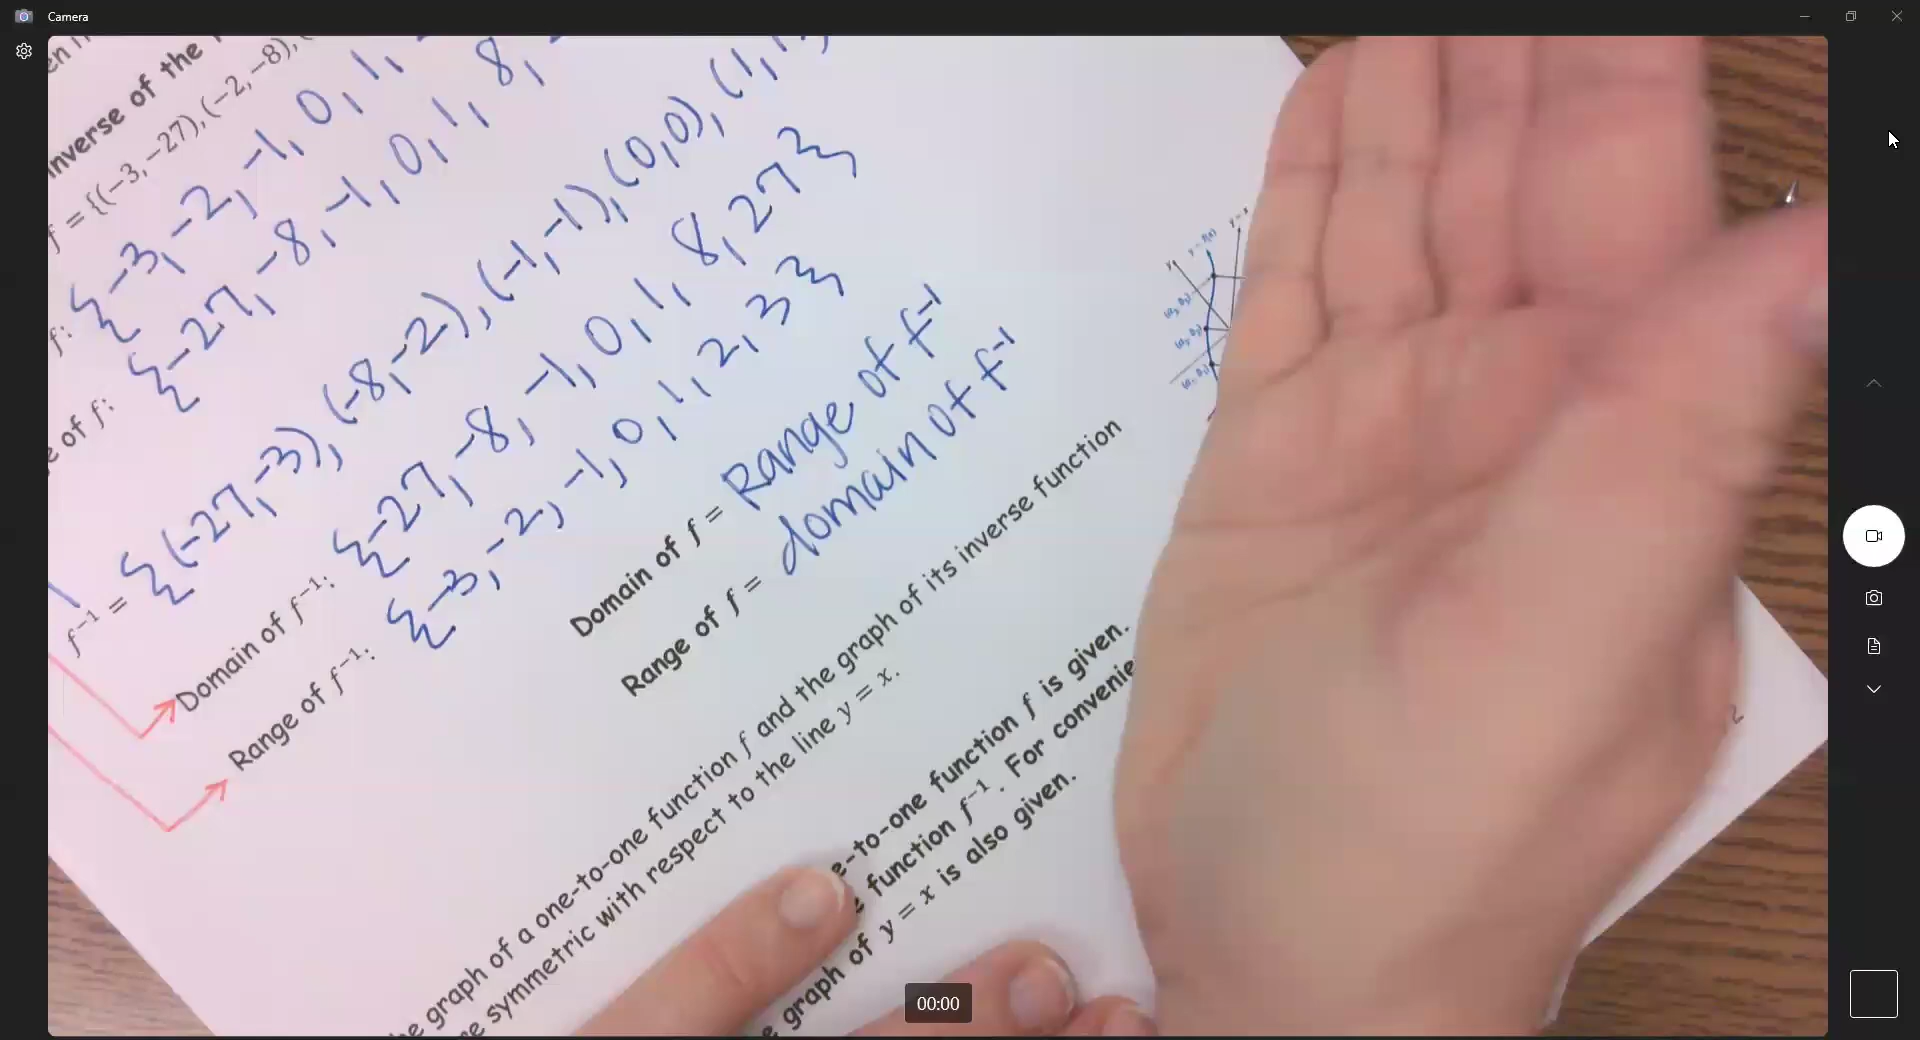 Camera
inverse of the
f = {(−3, −27), (−2, −8),
f: {-3, -2, -1, 0, 1,
e of f: {-27, -8, -1, 0, 1, 8,
f⁻¹ = {(-27, -3), (-8, -2), (-1, -1), (0,0), (1,1
Domain of f⁻¹: {-27, -8, -1, 0, 1, 8, 27}
Range of f⁻¹: {-3, -2, -1, 0, 1, 2, 3}
Domain of f = Range of f⁻¹
Range of f = domain of f⁻¹
he graph of a one-to-one function f and the graph of its inverse function
e symmetric with respect to the line y = x.
e-to-one function f is given.
e function f⁻¹. For convenie
e graph of y = x is also given.
y
y = f(x)
y = x
2
00:00